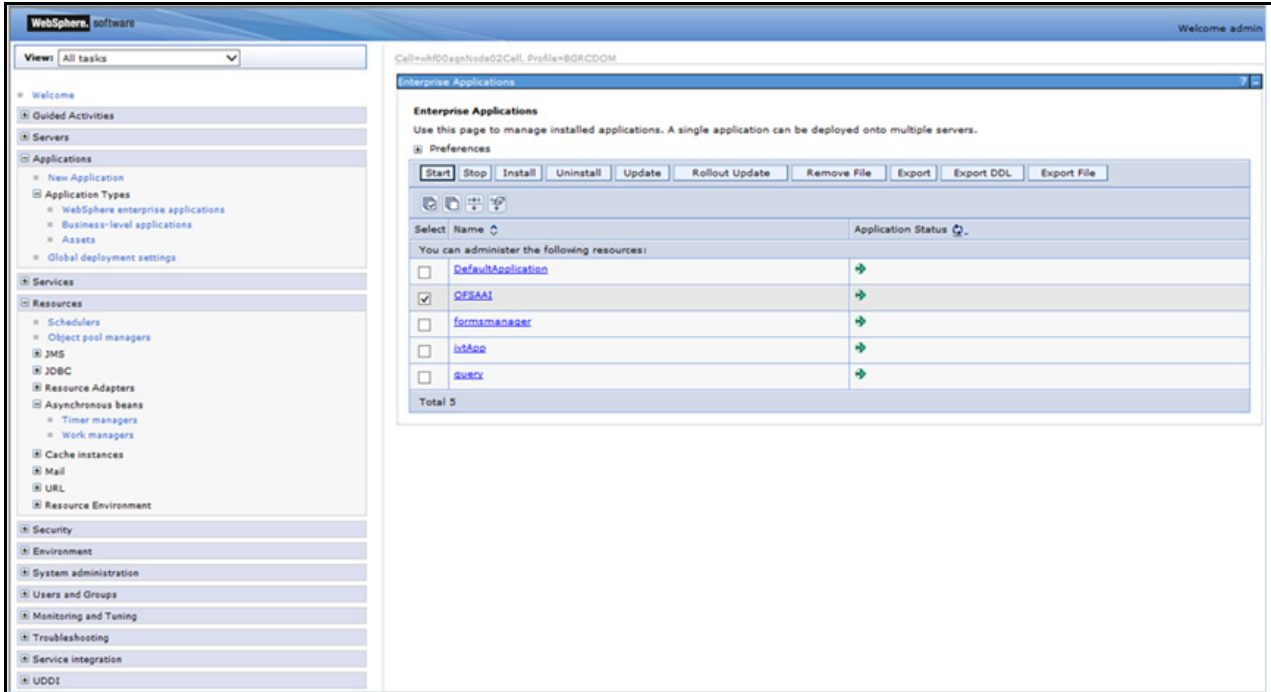 WebSphere. software
Welcome admin
View: All tasks
Cell=whf00aqnNode02Cell, Profile=BGRCDOM
Welcome
Guided Activities
Servers
Applications
New Application
Application Types
WebSphere enterprise applications
Business-level applications
Assets
Global deployment settings
Services
Resources
Schedulers
Object pool managers
JMS
JDBC
Resource Adapters
Asynchronous beans
Timer managers
Work managers
Cache instances
Mail
URL
Resource Environment
Security
Environment
System administration
Users and Groups
Monitoring and Tuning
Troubleshooting
Service integration
UDDI
Enterprise Applications ? -
Enterprise Applications
Use this page to manage installed applications. A single application can be deployed onto multiple servers.
Preferences
Start Stop Install Uninstall Update Rollout Update Remove File Export Export DDL Export File
Select Name Application Status
You can administer the following resources:
DefaultApplication
OFSAAI
formsmanager
ivtApp
query
Total 5